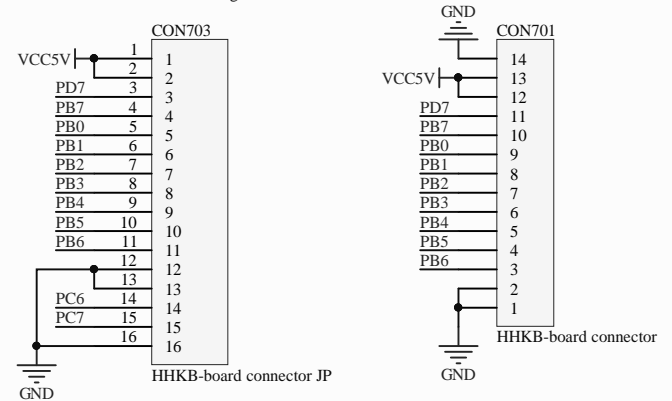 CON703
VCC5V
1 1
2 2
PD7 3 3
PB7 4 4
PB0 5 5
PB1 6 6
PB2 7 7
PB3 8 8
PB4 9 9
PB5 10 10
PB6 11 11
12 12
13 13
PC6 14 14
PC7 15 15
16 16
GND
HHKB-board connector JP
GND
CON701
14
VCC5V 13
12
PD7 11
PB7 10
PB0 9
PB1 8
PB2 7
PB3 6
PB4 5
PB5 4
PB6 3
2
1
HHKB-board connector
GND